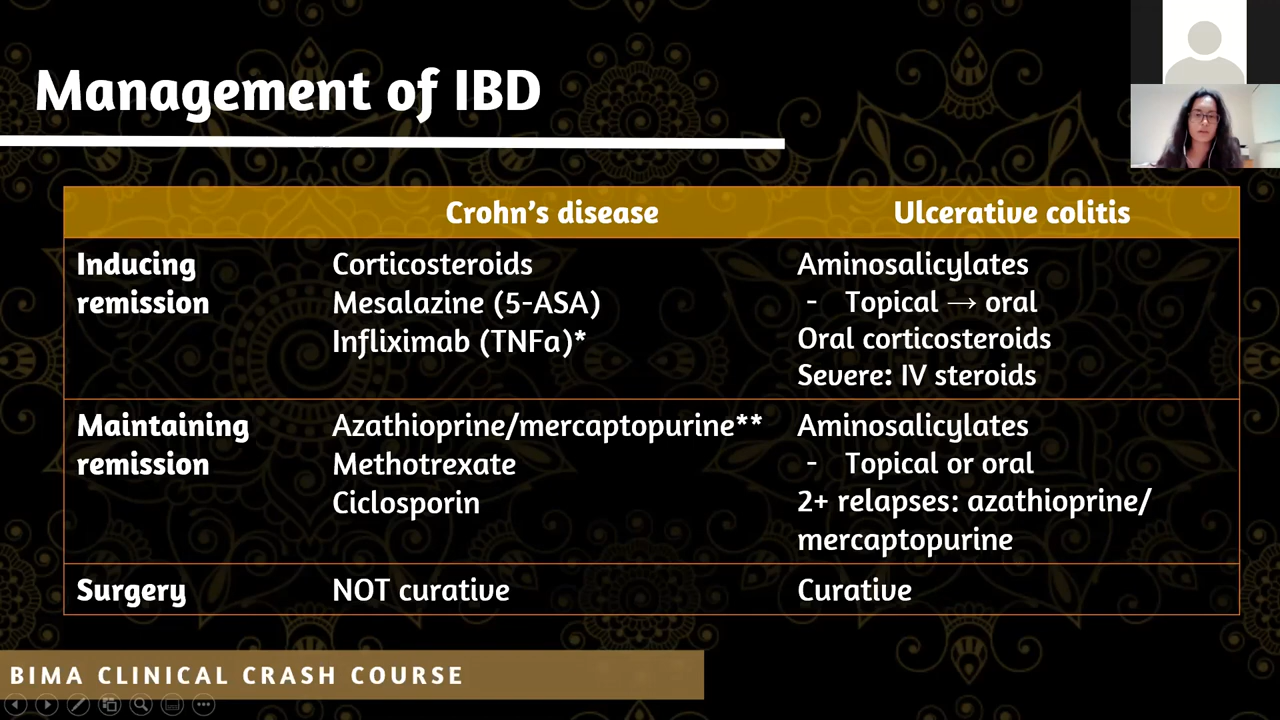 Management of IBD
Crohn's disease
Ulcerative colitis
Inducing
remission
Corticosteroids
Mesalazine (5-ASA)
Infliximab (TNFa)*
Aminosalicylates
- Topical → oral
Oral corticosteroids
Severe: IV steroids
Maintaining
remission
Azathioprine/mercaptopurine**
Methotrexate
Ciclosporin
Aminosalicylates
- Topical or oral
2+ relapses: azathioprine/
mercaptopurine
Surgery
NOT curative
Curative
BIMA CLINICAL CRASH COURSE